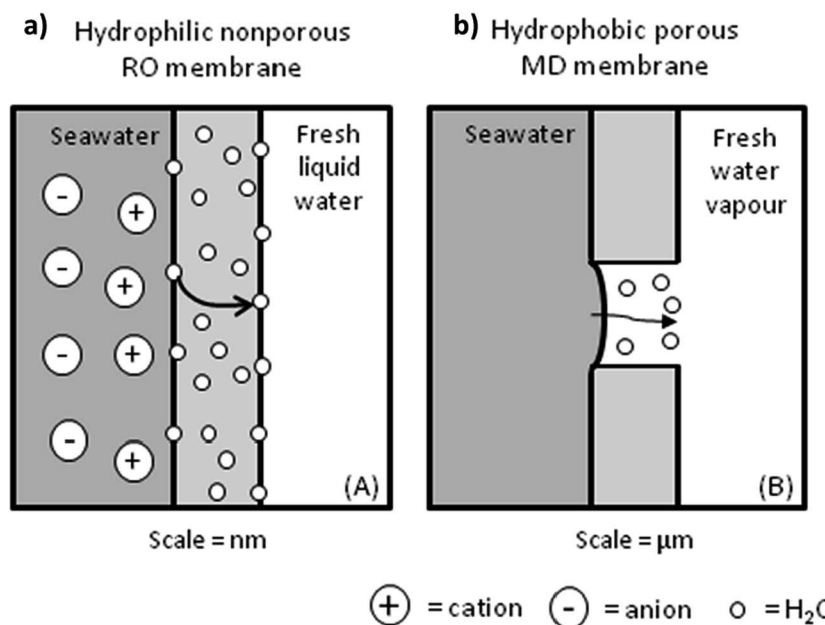 a) Hydrophilic nonporous
RO membrane
Seawater
Fresh
liquid
water
-
+
-
+
-
+
-
+
(A)
Scale = nm
b) Hydrophobic porous
MD membrane
Seawater
Fresh
water
vapour
(B)
Scale = μm
+ = cation - = anion = H₂O